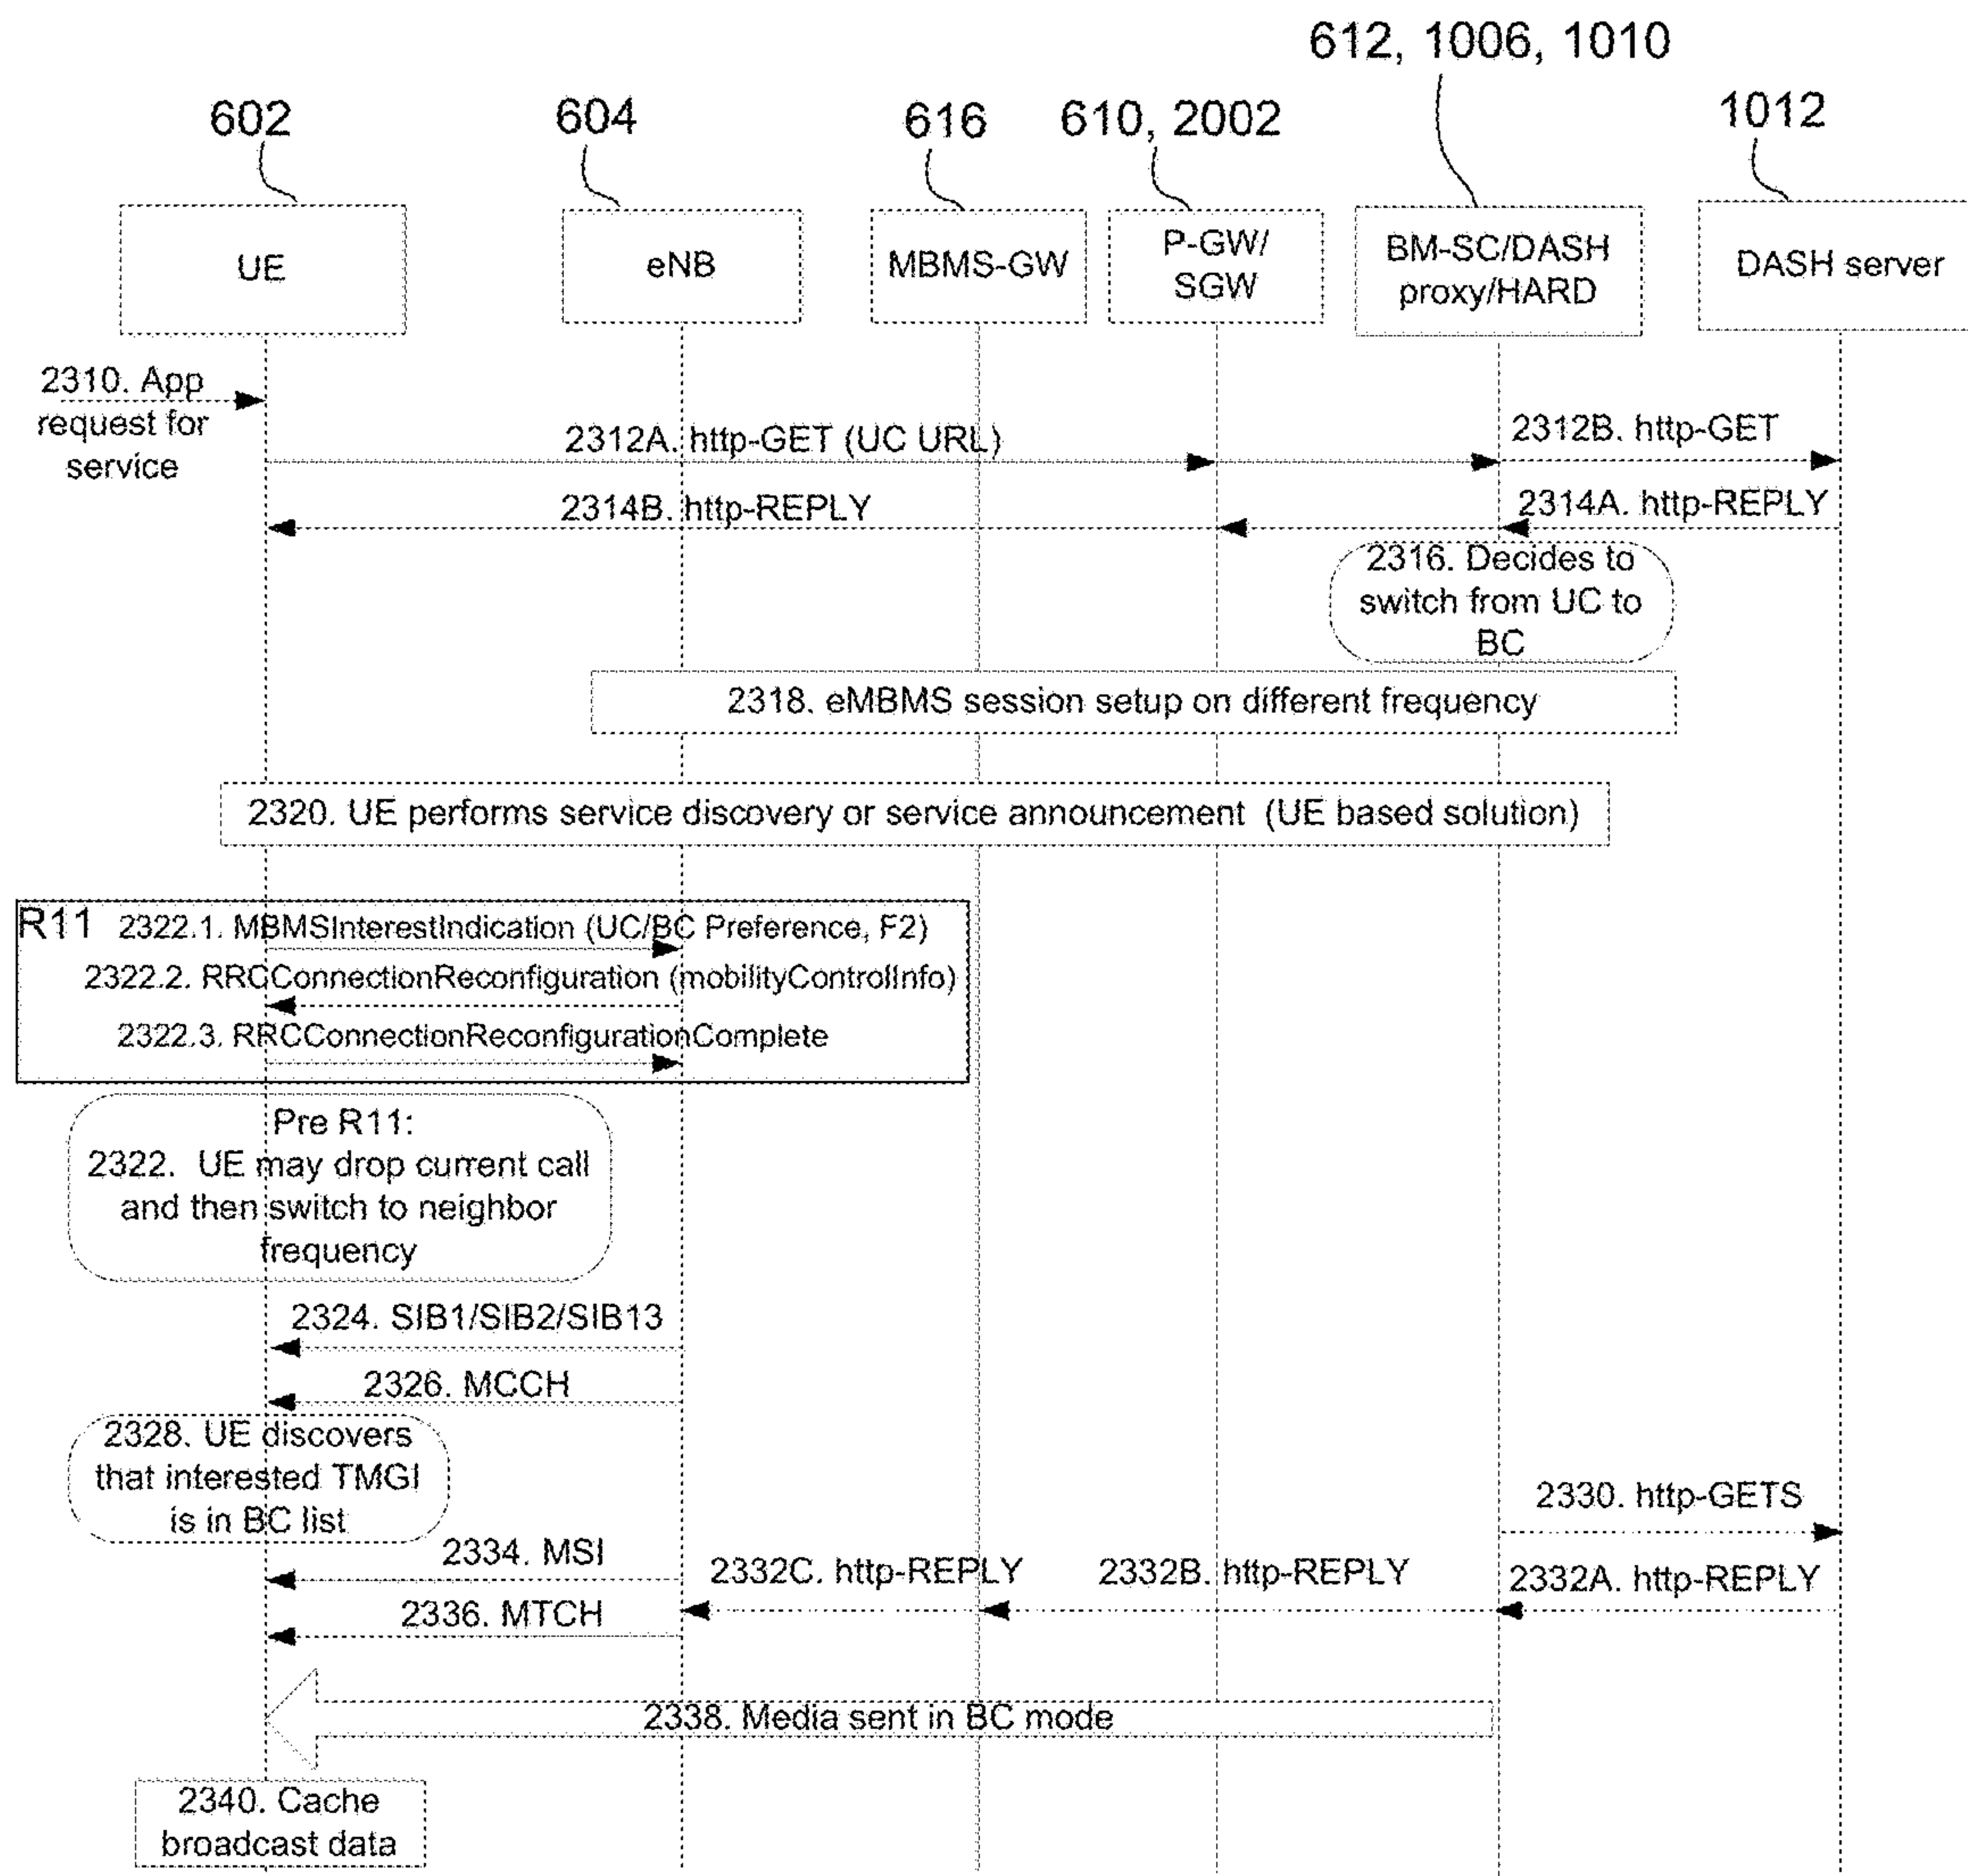 612, 1006, 1010
602
604
616
610, 2002
1012
UE
eNB
MBMS-GW
P-GW/
SGW
BM-SC/DASH
proxy/HARD
DASH server
2310. App
request for
service
2312A. http-GET (UC URL)
2312B. http-GET
2314B. http-REPLY
2314A. http-REPLY
2316. Decides to
switch from UC to
BC
2318. eMBMS session setup on different frequency
2320. UE performs service discovery or service announcement (UE based solution)
R11
2322.1. MBMSInterestIndication (UC/BC Preference, F2)
2322.2. RRCConnectionReconfiguration (mobilityControlInfo)
2322.3. RRCConnectionReconfigurationComplete
Pre R11:
2322. UE may drop current call
and then switch to neighbor
frequency
2324. SIB1/SIB2/SIB13
2326. MCCH
2328. UE discovers
that interested TMGI
is in BC list
2330. http-GETS
2334. MSI
2332C. http-REPLY
2332B. http-REPLY
2332A. http-REPLY
2336. MTCH
2338. Media sent in BC mode
2340. Cache
broadcast data